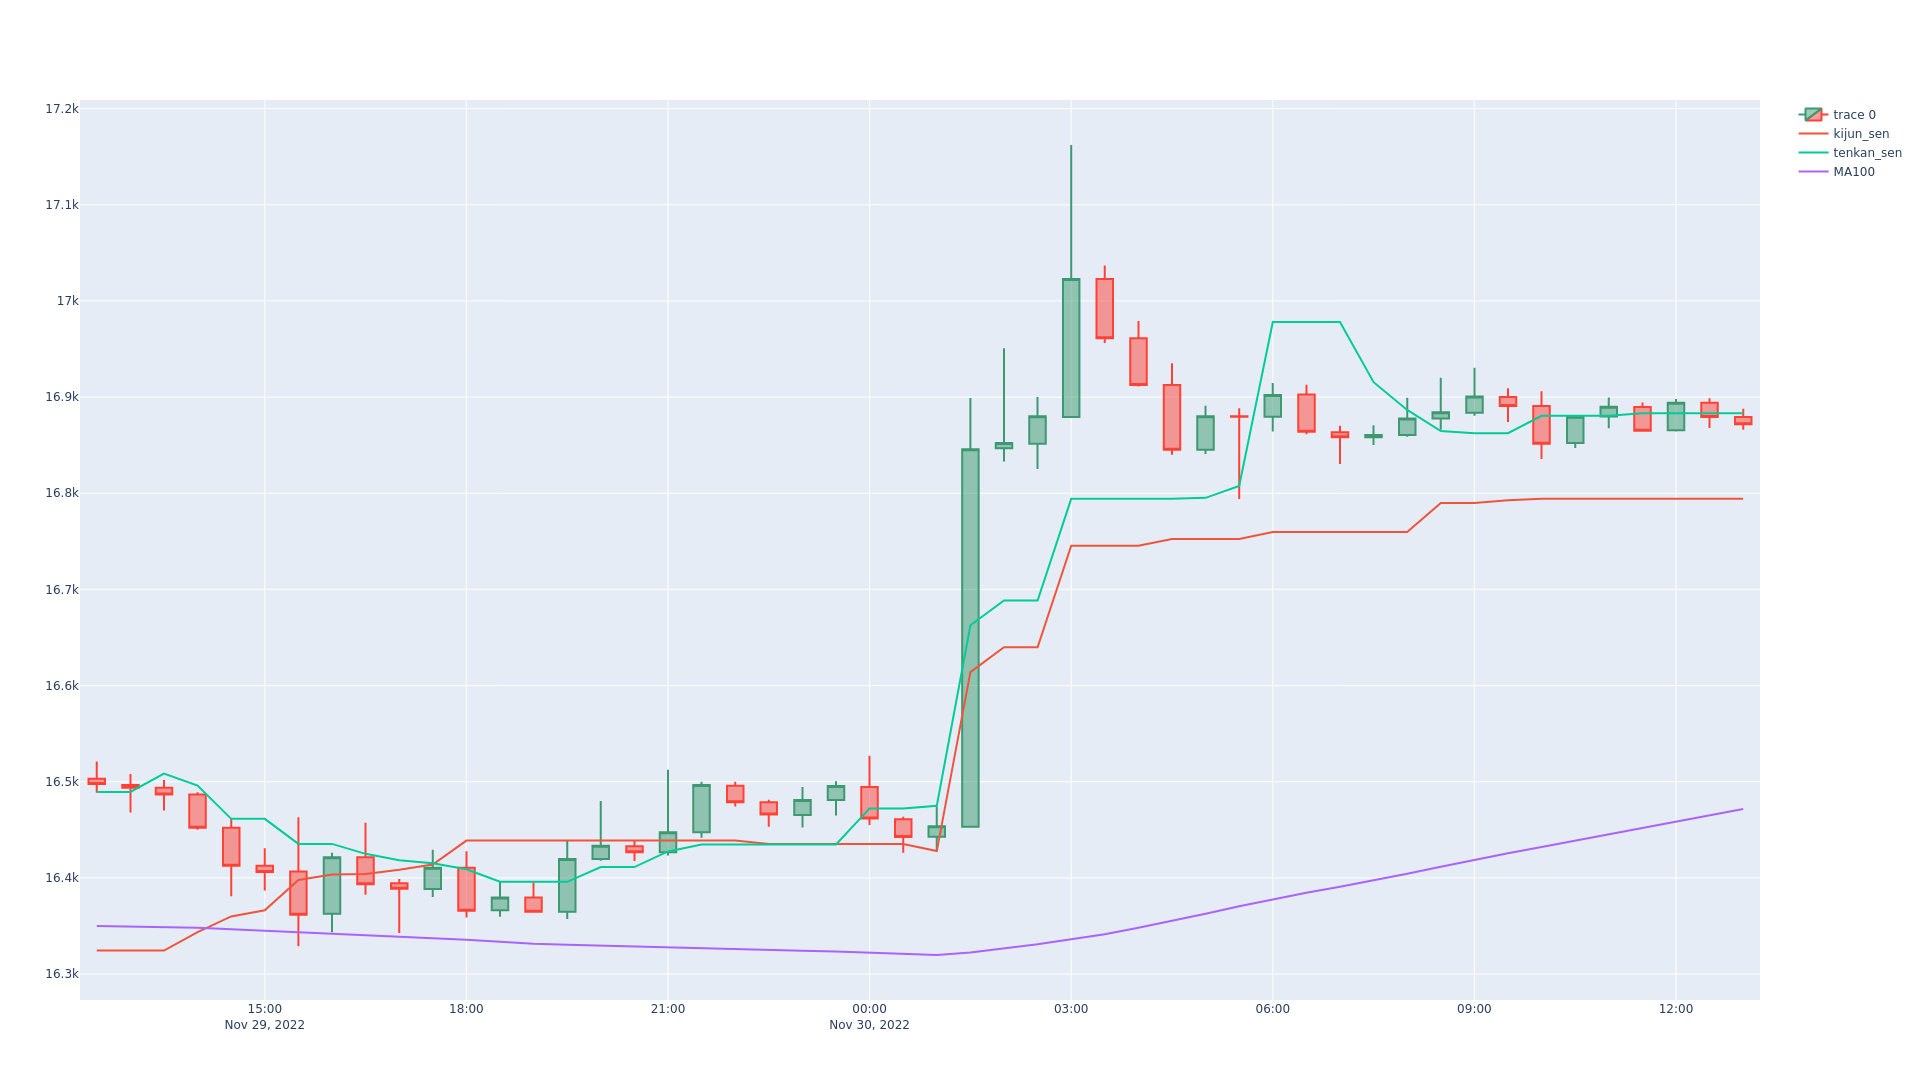 17.2k
17.1k
17k
16.9k
16.8k
16.7k
16.6k
16.5k
16.4k
16.3k
15:00
Nov 29, 2022
18:00
21:00
00:00
Nov 30, 2022
03:00
06:00
09:00
12:00
trace 0
kijun_sen
tenkan_sen
MA100